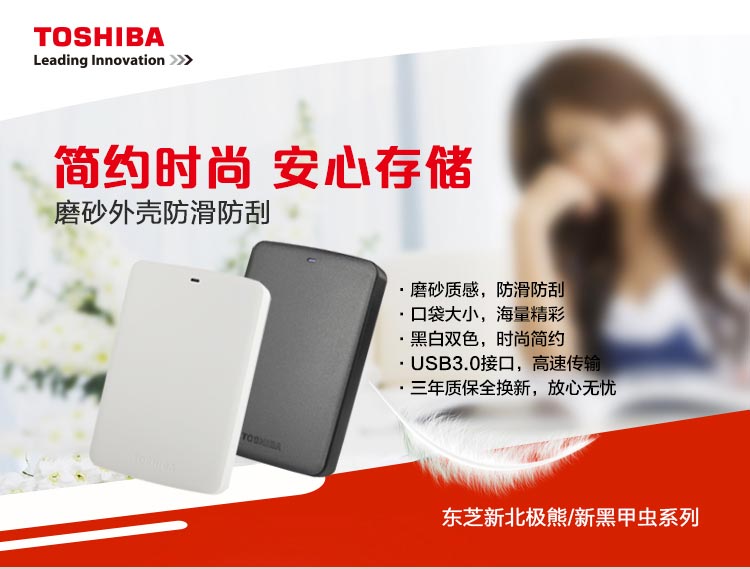 TOSHIBA
Leading Innovation >>>
简约时尚 安心存储
磨砂外壳防滑防刮
· 磨砂质感，防滑防刮
· 口袋大小，海量精彩
· 黑白双色，时尚简约
· USB3.0接口，高速传输
· 三年质保全换新，放心无忧
TOSHIBA
TOSHIBA
东芝新北极熊/新黑甲虫系列